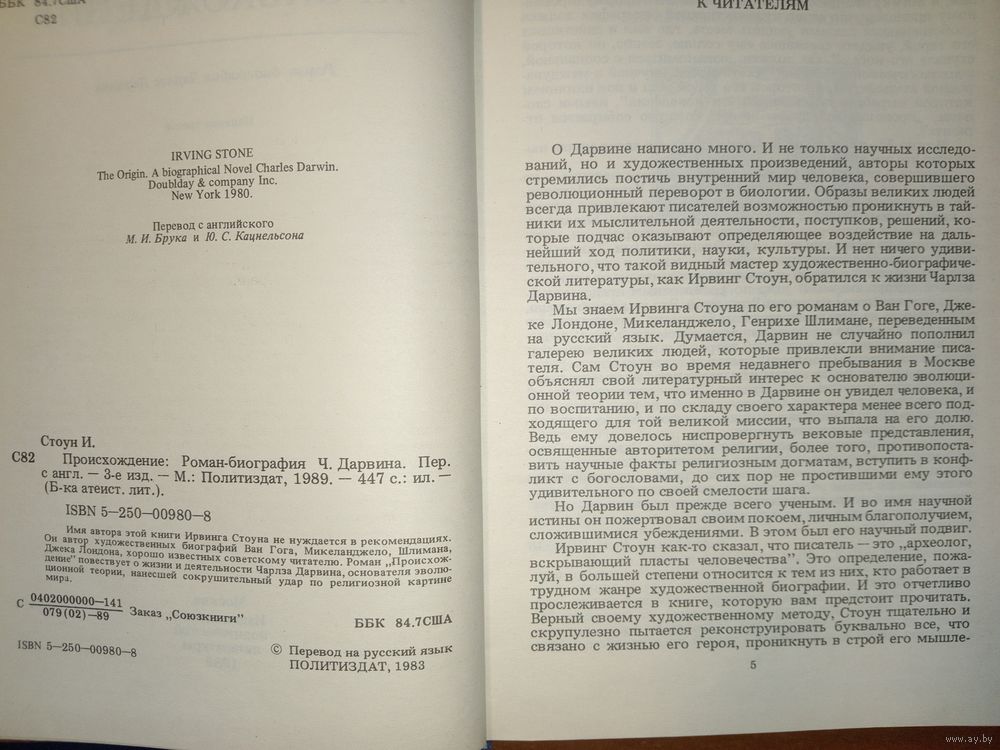 ББК 84.7США
С82
IRVING STONE
The Origin. A biographical Novel Charles Darwin.
Doublday & company Inc.
New York 1980.
Перевод с английского
М. И. Брука и Ю. С. Кацнельсона
Стоун И.
С82 Происхождение: Роман-биография Ч. Дарвина. Пер.
с англ. — 3-е изд. — М.: Политиздат, 1989. — 447 с.: ил. —
(Б-ка атеист. лит.).
ISBN 5—250—00980—8
Имя автора этой книги Ирвинга Стоуна не нуждается в рекомендациях.
Он автор художественных биографий Ван Гога, Микеланджело, Шлимана,
Джека Лондона, хорошо известных советскому читателю. Роман „Происхож-
дение" повествует о жизни и деятельности Чарлза Дарвина, основателя эволю-
ционной теории, нанесшей сокрушительный удар по религиозной картине
мира.
С 0402000000—141
079(02)—89 Заказ „Союзкниги"
ББК 84.7США
ISBN 5—250—00980—8
© Перевод на русский язык
ПОЛИТИЗДАТ, 1983
К ЧИТАТЕЛЯМ
О Дарвине написано много. И не только научных исследо-
ваний, но и художественных произведений, авторы которых
стремились постичь внутренний мир человека, совершившего
революционный переворот в биологии. Образы великих людей
всегда привлекают писателей возможностью проникнуть в тай-
ники их мыслительной деятельности, поступков, решений, ко-
торые подчас оказывают определяющее воздействие на даль-
нейший ход политики, науки, культуры. И нет ничего удиви-
тельного, что такой видный мастер художественно-биографиче-
ской литературы, как Ирвинг Стоун, обратился к жизни Чарлза
Дарвина.
Мы знаем Ирвинга Стоуна по его романам о Ван Гоге, Дже-
ке Лондоне, Микеланджело, Генрихе Шлимане, переведенным
на русский язык. Думается, Дарвин не случайно пополнил
галерею великих людей, которые привлекли внимание писа-
теля. Сам Стоун во время недавнего пребывания в Москве
объяснял свой литературный интерес к основателю эволюцион-
ной теории тем, что именно в Дарвине он увидел человека, и
по воспитанию, и по складу своего характера менее всего под-
ходящего для той великой миссии, что выпала на его долю.
Ведь ему довелось ниспровергнуть вековые представления,
освященные авторитетом религии, более того, противопоста-
вить научные факты религиозным догматам, вступить в конф-
ликт с богословами, до сих пор не простившими ему этого
удивительного по своей смелости шага.
Но Дарвин был прежде всего ученым. И во имя научной
истины он пожертвовал своим покоем, личным благополучием,
сложившимися убеждениями. В этом был его научный подвиг.
Ирвинг Стоун как-то сказал, что писатель — это „археолог,
вскрывающий пласты человечества". Это определение, пожа-
луй, в большей степени относится к тем из них, кто работает в
трудном жанре художественной биографии. И это отчетливо
прослеживается в книге, которую вам предстоит прочитать.
Верный своему художественному методу, Стоун тщательно и
скрупулезно пытается реконструировать буквально все, что
связано с жизнью его героя, проникнуть в строй его мышле-
5
www.ay.by